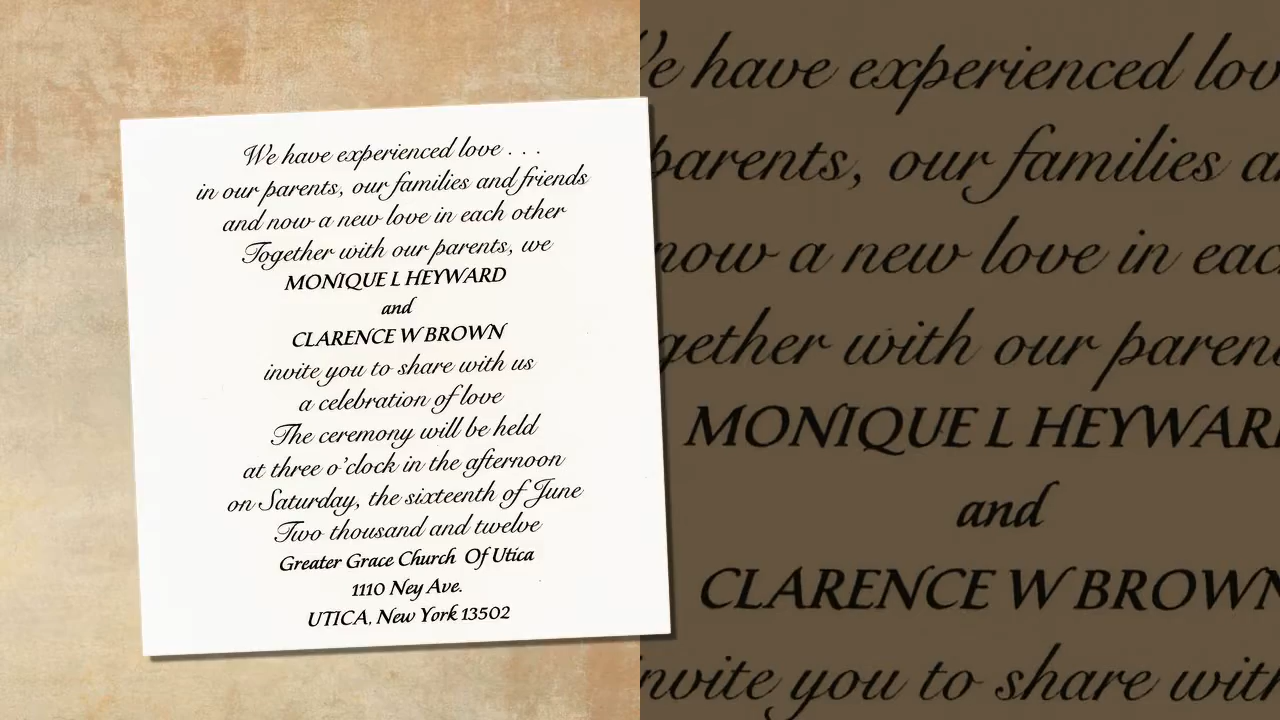 We have experienced love . . .
in our parents, our families and friends
and now a new love in each other
Together with our parents, we
MONIQUE L HEYWARD
and
CLARENCE W BROWN
invite you to share with us
a celebration of love
The ceremony will be held
at three o'clock in the afternoon
on Saturday, the sixteenth of June
Two thousand and twelve
Greater Grace Church Of Utica
1110 Ney Ave.
UTICA, New York 13502
We have experienced lov
parents, our families a
now a new love in eac
gether with our paren
MONIQUE L HEYWAR
and
CLARENCE W BROWN
invite you to share with